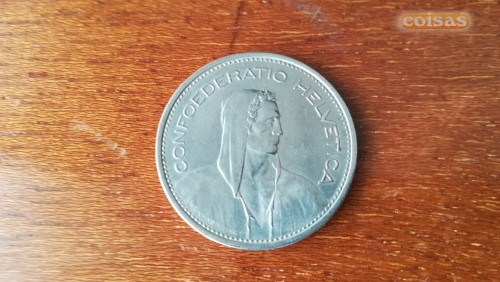 coisas
CONFOEDERATIO HELVETICA